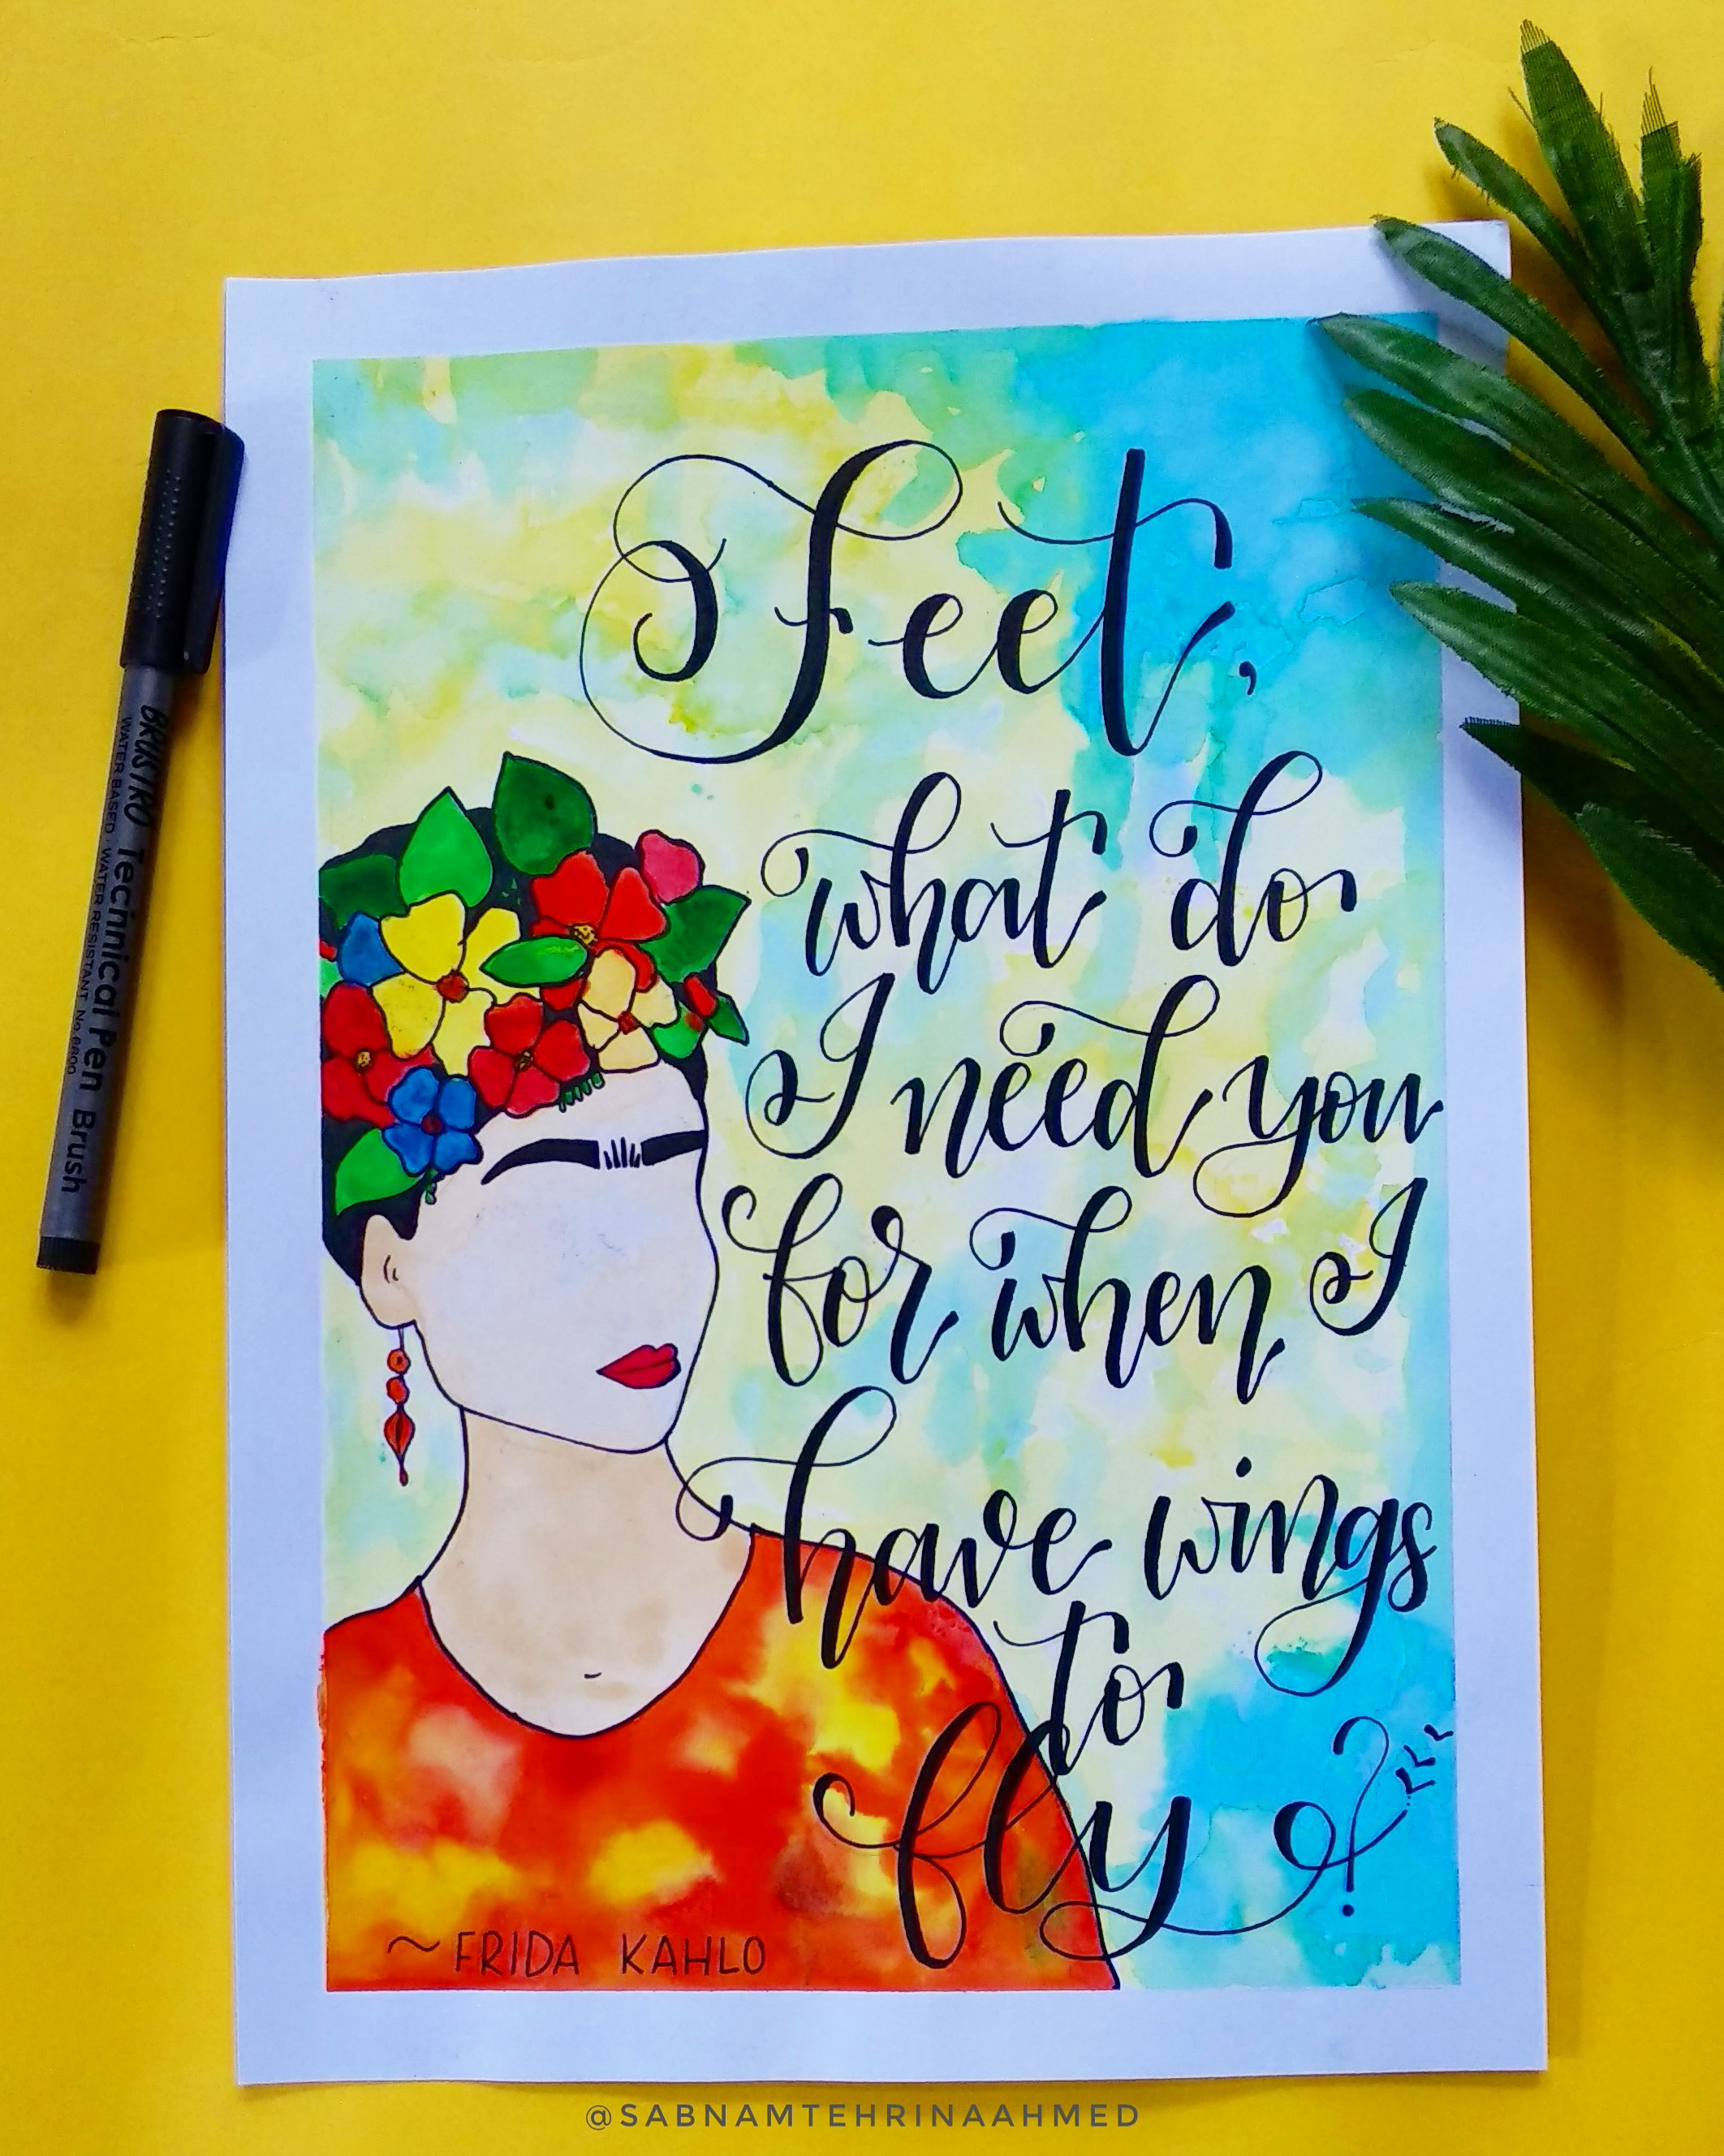 Feet,
what do
I need you
for when I
have wings
to
fly?
~FRIDA KAHLO
BRUSTRO Technical Pen Brush
WATER BASED WATER RESISTANT No.6600
@SABNAMTEHRINAAHMED